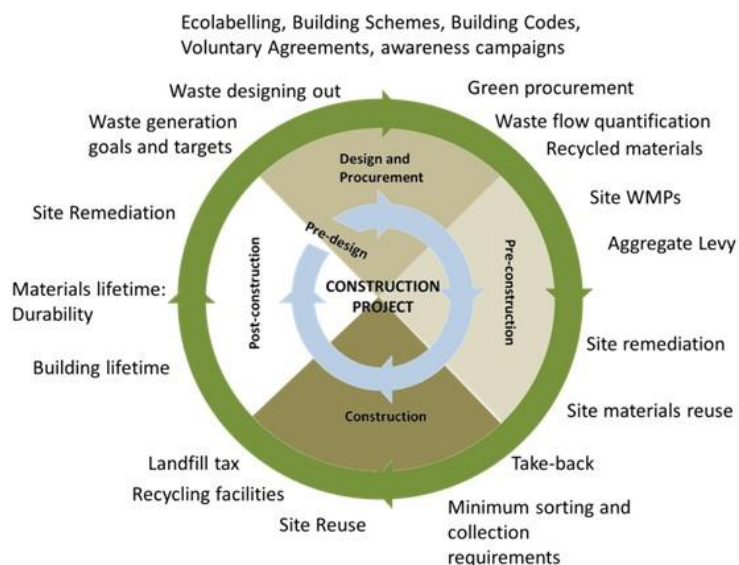 Ecolabelling, Building Schemes, Building Codes,
Voluntary Agreements, awareness campaigns
Waste designing out
Green procurement
Waste generation
goals and targets
Waste flow quantification
Recycled materials
Design and
Procurement
Site Remediation
Site WMPs
Pre-design
Aggregate Levy
Post-construction
CONSTRUCTION
PROJECT
Pre-construction
Materials lifetime:
Durability
Site remediation
Building lifetime
Site materials reuse
Construction
Landfill tax
Take-back
Recycling facilities
Minimum sorting and
collection
requirements
Site Reuse